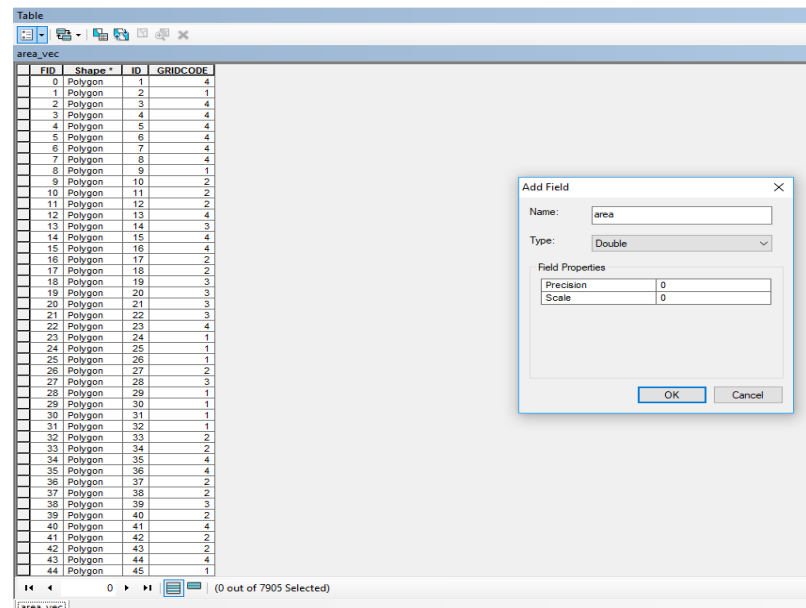 Table
area_vec
FID Shape * ID GRIDCODE
0 Polygon 1 4
1 Polygon 2 1
2 Polygon 3 4
3 Polygon 4 4
4 Polygon 5 4
5 Polygon 6 4
6 Polygon 7 4
7 Polygon 8 4
8 Polygon 9 1
9 Polygon 10 2
10 Polygon 11 2
11 Polygon 12 2
12 Polygon 13 4
13 Polygon 14 3
14 Polygon 15 4
15 Polygon 16 4
16 Polygon 17 2
17 Polygon 18 2
18 Polygon 19 3
19 Polygon 20 3
20 Polygon 21 3
21 Polygon 22 3
22 Polygon 23 4
23 Polygon 24 1
24 Polygon 25 1
25 Polygon 26 1
26 Polygon 27 2
27 Polygon 28 3
28 Polygon 29 1
29 Polygon 30 1
30 Polygon 31 1
31 Polygon 32 1
32 Polygon 33 2
33 Polygon 34 2
34 Polygon 35 4
35 Polygon 36 4
36 Polygon 37 2
37 Polygon 38 2
38 Polygon 39 3
39 Polygon 40 2
40 Polygon 41 4
41 Polygon 42 2
42 Polygon 43 2
43 Polygon 44 4
44 Polygon 45 1
0 (0 out of 7905 Selected)
area_vec
Add Field
Name: area
Type: Double
Field Properties
Precision 0
Scale 0
OK Cancel